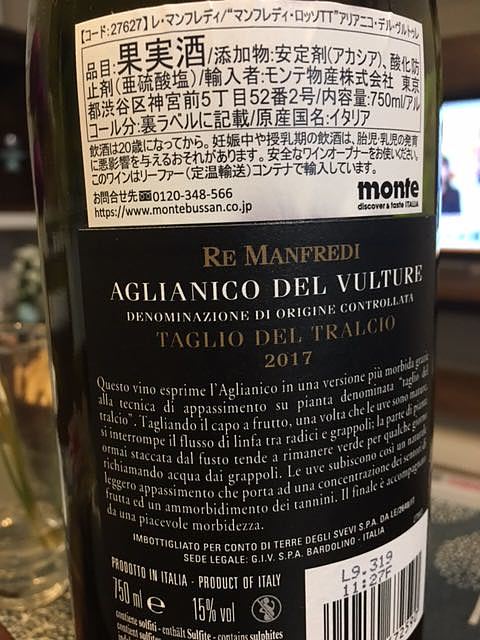 【コード：27627】レ・マンフレディ/“マンフレディ・ロッソTT”アリアニコ・デル・ヴルトゥレ
品目:果実酒/添加物:安定剤(アカシア)、酸化防
止剤(亜硫酸塩)/輸入者:モンテ物産株式会社 東京
都渋谷区神宮前5丁目52番2号/内容量:750ml/アル
コール分:裏ラベルに記載/原産国名:イタリア
飲酒は20歳になってから。妊娠中や授乳期の飲酒は、胎児・乳児の発育
に悪影響を与えるおそれがあります。安全なワインオープナーをお使いください。
このワインはリーファー(定温輸送)コンテナで輸入しています。
お問合せ先 0120-348-566
https://www.montebussan.co.jp
monte
discover & taste ITALIA
RE MANFREDI
AGLIANICO DEL VULTURE
DENOMINAZIONE DI ORIGINE CONTROLLATA
TAGLIO DEL TRALCIO
2017
Questo vino esprime l'Aglianico in una versione più morbida grazie
alla tecnica di appassimento su pianta denominata "taglio del
tralcio". Tagliando il capo a frutto, una volta che le uve sono mature,
si interrompe il flusso di linfa tra radici e grappoli; la parte di pianta
ormai staccata dal fusto tende a rimanere verde per qualche giorno
richiamando acqua dai grappoli. Le uve subiscono così un naturale
leggero appassimento che porta ad una concentrazione dei sentori di
frutta ed un ammorbidimento dei tannini. Il finale è accompagnato
da una piacevole morbidezza.
IMBOTTIGLIATO PER CONTO DI TERRE DEGLI SVEVI S.P.A. DA
SEDE LEGALE: G.I.V. S.P.A. BARDOLINO - ITALIA
PRODOTTO IN ITALIA - PRODUCT OF ITALY
750 ml e 15% vol
L9.319
11:27F
contiene solfiti - enthält Sulfite - contains sulphites